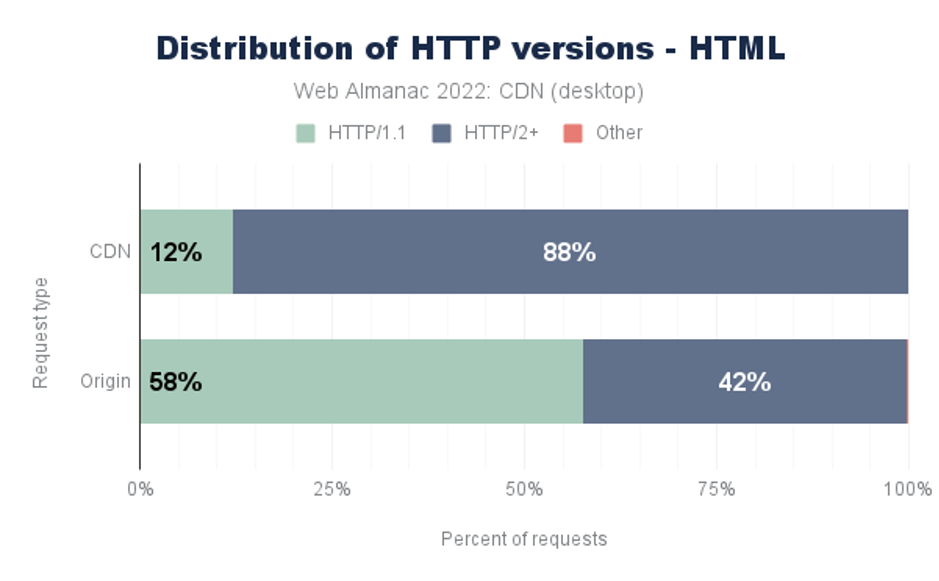 Distribution of HTTP versions - HTML
Web Almanac 2022: CDN (desktop)
HTTP/1.1 HTTP/2+ Other
Request type
CDN 12% 88%
Origin 58% 42%
0% 25% 50% 75% 100%
Percent of requests